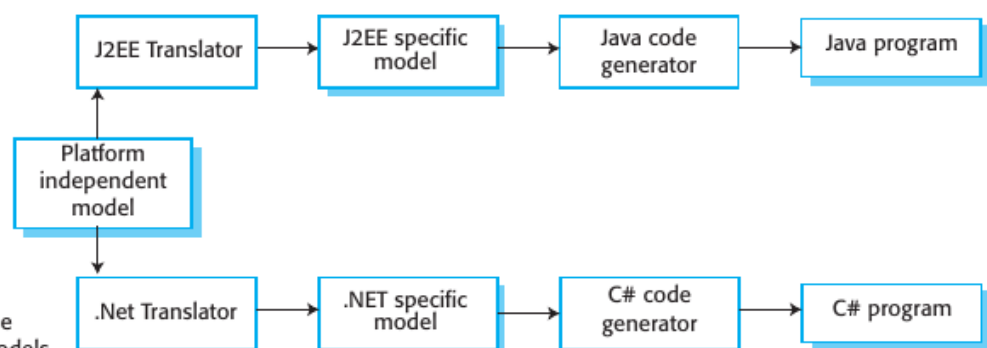 J2EE Translator
J2EE specific
model
Java code
generator
Java program
Platform
independent
model
.Net Translator
.NET specific
model
C# code
generator
C# program